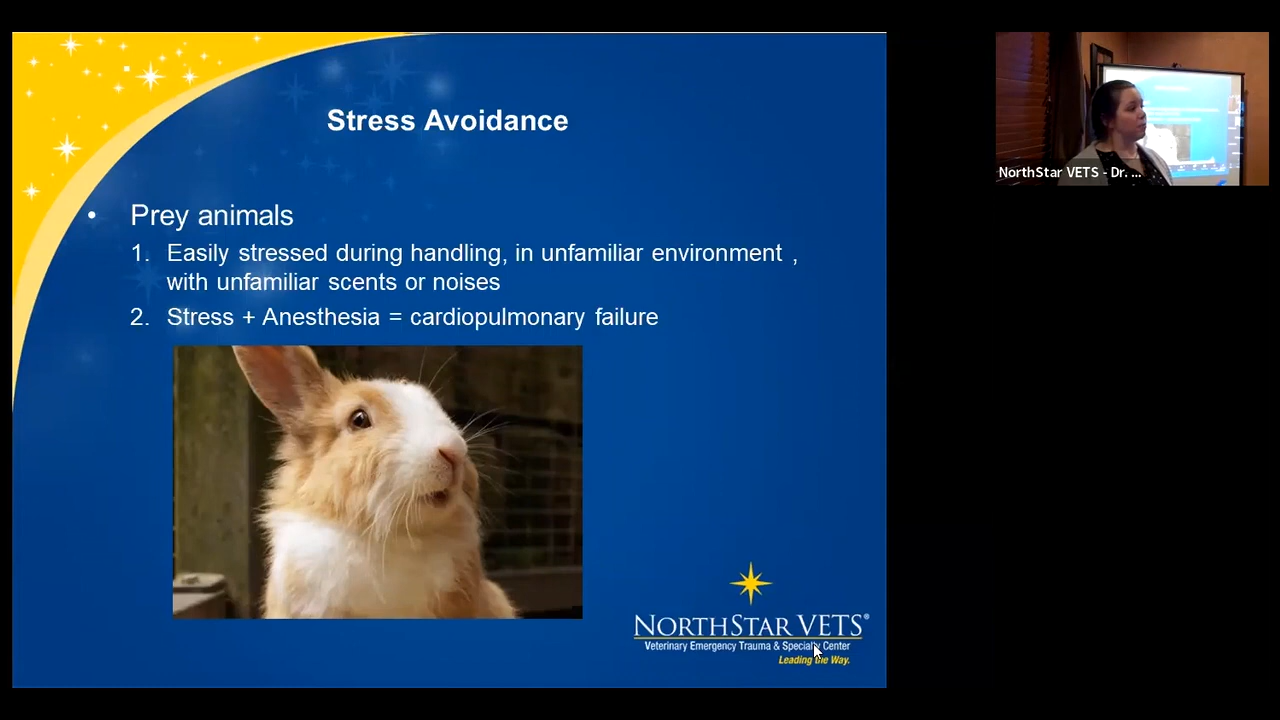 Stress Avoidance
• Prey animals
1. Easily stressed during handling, in unfamiliar environment ,
with unfamiliar scents or noises
2. Stress + Anesthesia = cardiopulmonary failure
NORTHSTAR VETS®
Veterinary Emergency Trauma & Specialty Center
Leading the Way.
NorthStar VETS - Dr. ...